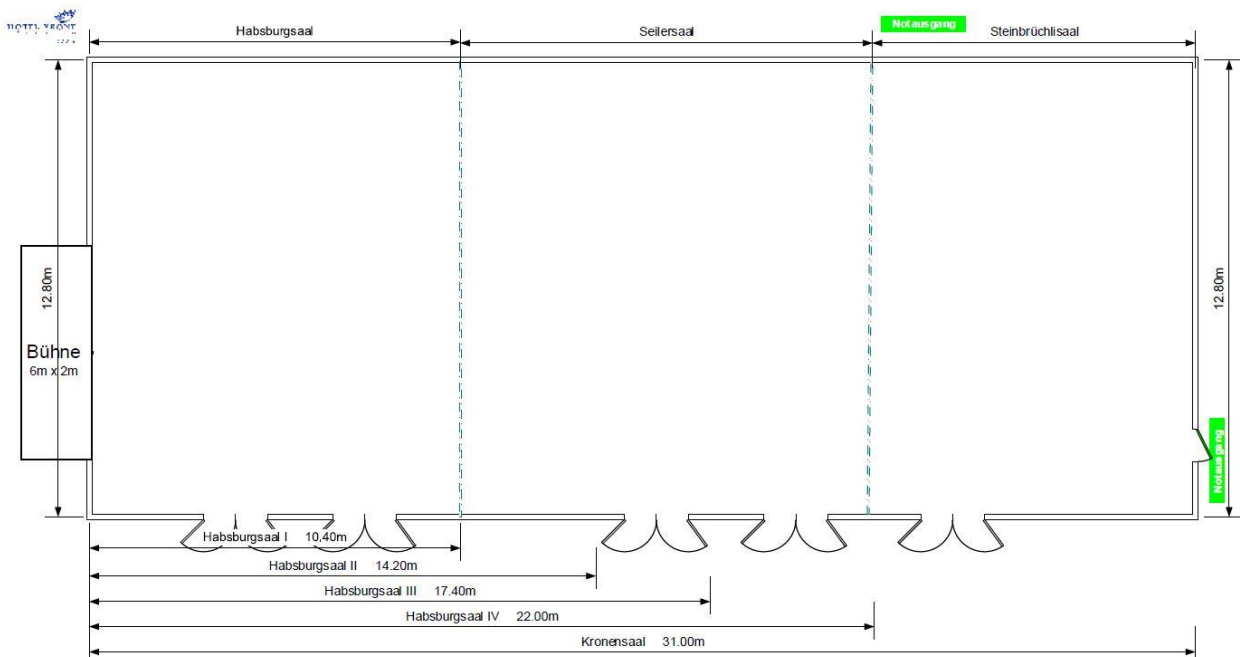 HOTEL KRONE
Habsburgsaal
Seilersaal
Notausgang
Steinbrüchlisaal
12.80m
12.80m
Bühne
6m x 2m
Notausgang
Habsburgsaal I 10,40m
Habsburgsaal II 14.20m
Habsburgsaal III 17.40m
Habsburgsaal IV 22.00m
Kronensaal 31.00m